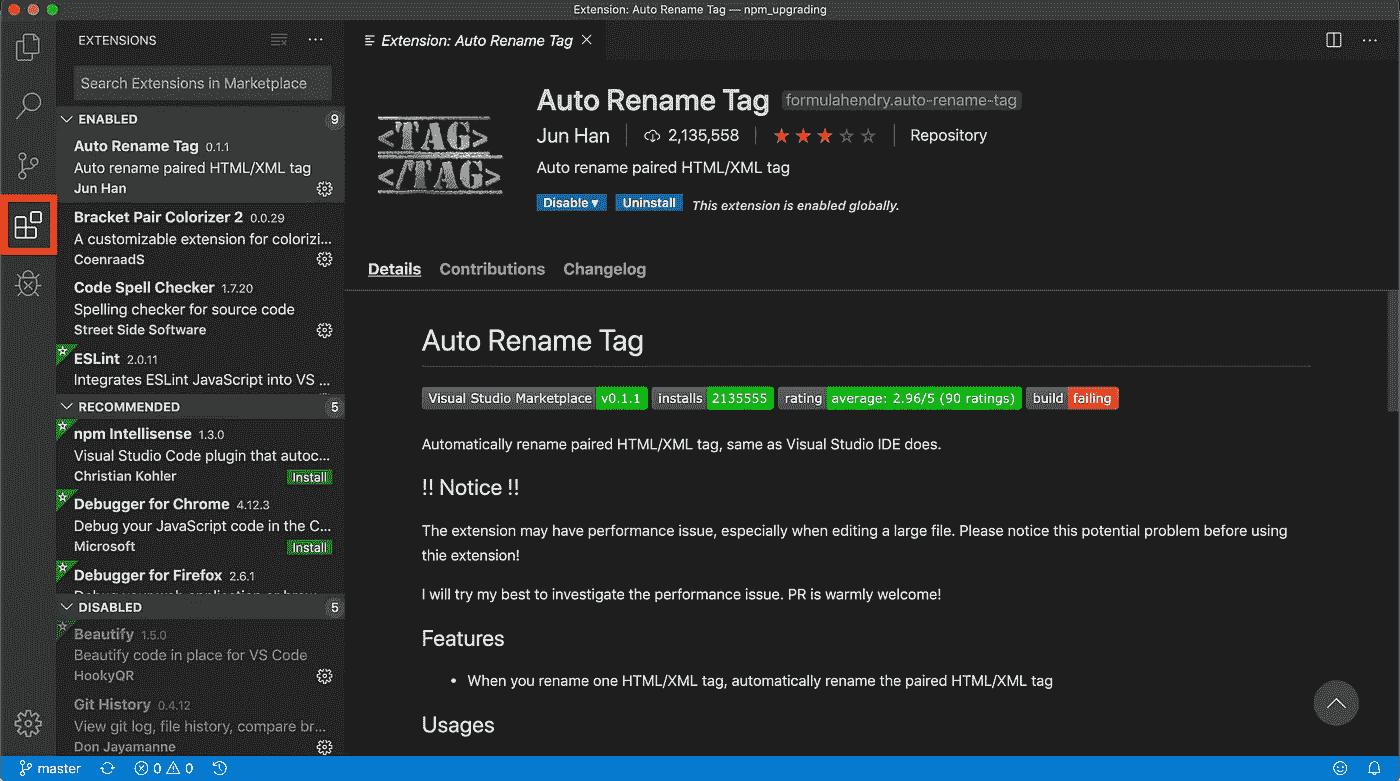 Extension: Auto Rename Tag — npm_upgrading
EXTENSIONS
Search Extensions in Marketplace
ENABLED 9
Auto Rename Tag 0.1.1
Auto rename paired HTML/XML tag
Jun Han
Bracket Pair Colorizer 2 0.0.29
A customizable extension for colorizi...
CoenraadS
Code Spell Checker 1.7.20
Spelling checker for source code
Street Side Software
ESLint 2.0.11
Integrates ESLint JavaScript into VS ...
RECOMMENDED 5
npm Intellisense 1.3.0
Visual Studio Code plugin that autoc...
Christian Kohler Install
Debugger for Chrome 4.12.3
Debug your JavaScript code in the C...
Microsoft Install
Debugger for Firefox 2.6.1
DISABLED 5
Beautify 1.5.0
Beautify code in place for VS Code
HookyQR
Git History 0.4.12
View git log, file history, compare br...
Don Jayamanne
Extension: Auto Rename Tag
<TAG>
</TAG>
Auto Rename Tag formulahendry.auto-rename-tag
Jun Han 2,135,558 Repository
Auto rename paired HTML/XML tag
Disable Uninstall This extension is enabled globally.
Details Contributions Changelog
Auto Rename Tag
Visual Studio Marketplace v0.1.1 installs 2135555 rating average: 2.96/5 (90 ratings) build failing
Automatically rename paired HTML/XML tag, same as Visual Studio IDE does.
!! Notice !!
The extension may have performance issue, especially when editing a large file. Please notice this potential problem before using
thie extension!
I will try my best to investigate the performance issue. PR is warmly welcome!
Features
• When you rename one HTML/XML tag, automatically rename the paired HTML/XML tag
Usages
master 0 0